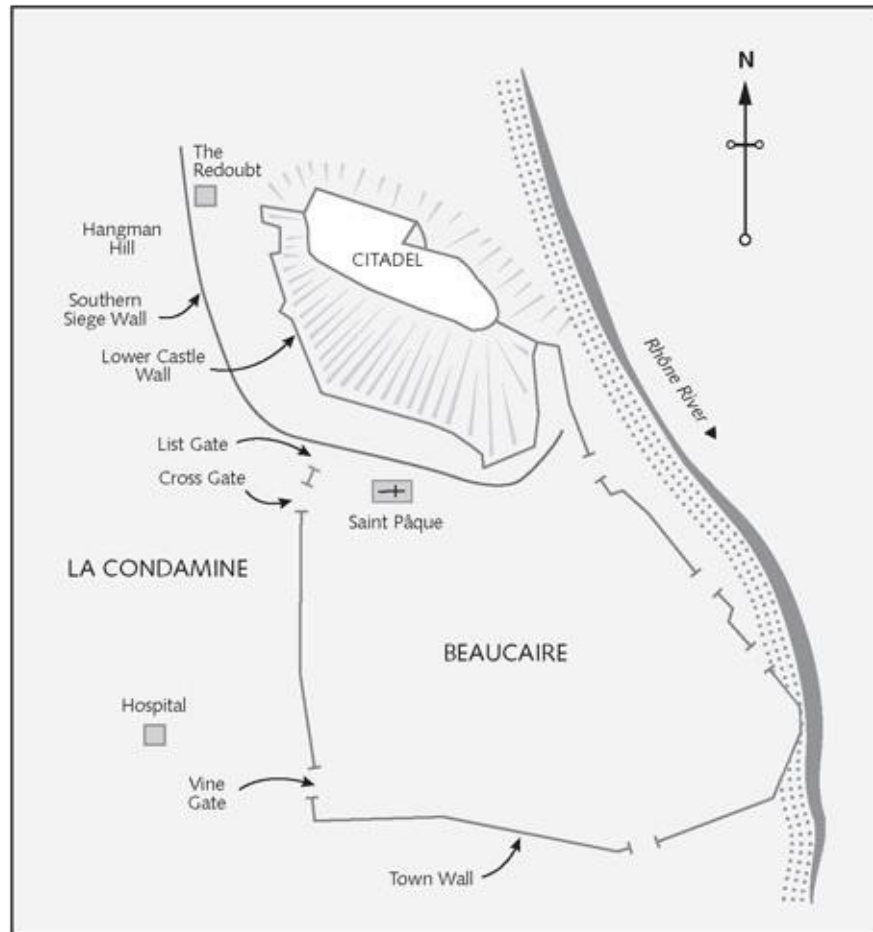 N
The
Redoubt
Hangman
Hill
CITADEL
Southern
Siege Wall
Lower Castle
Wall
Rhône River
List Gate
Cross Gate
Saint Pâque
LA CONDAMINE
BEAUCAIRE
Hospital
Vine
Gate
Town Wall